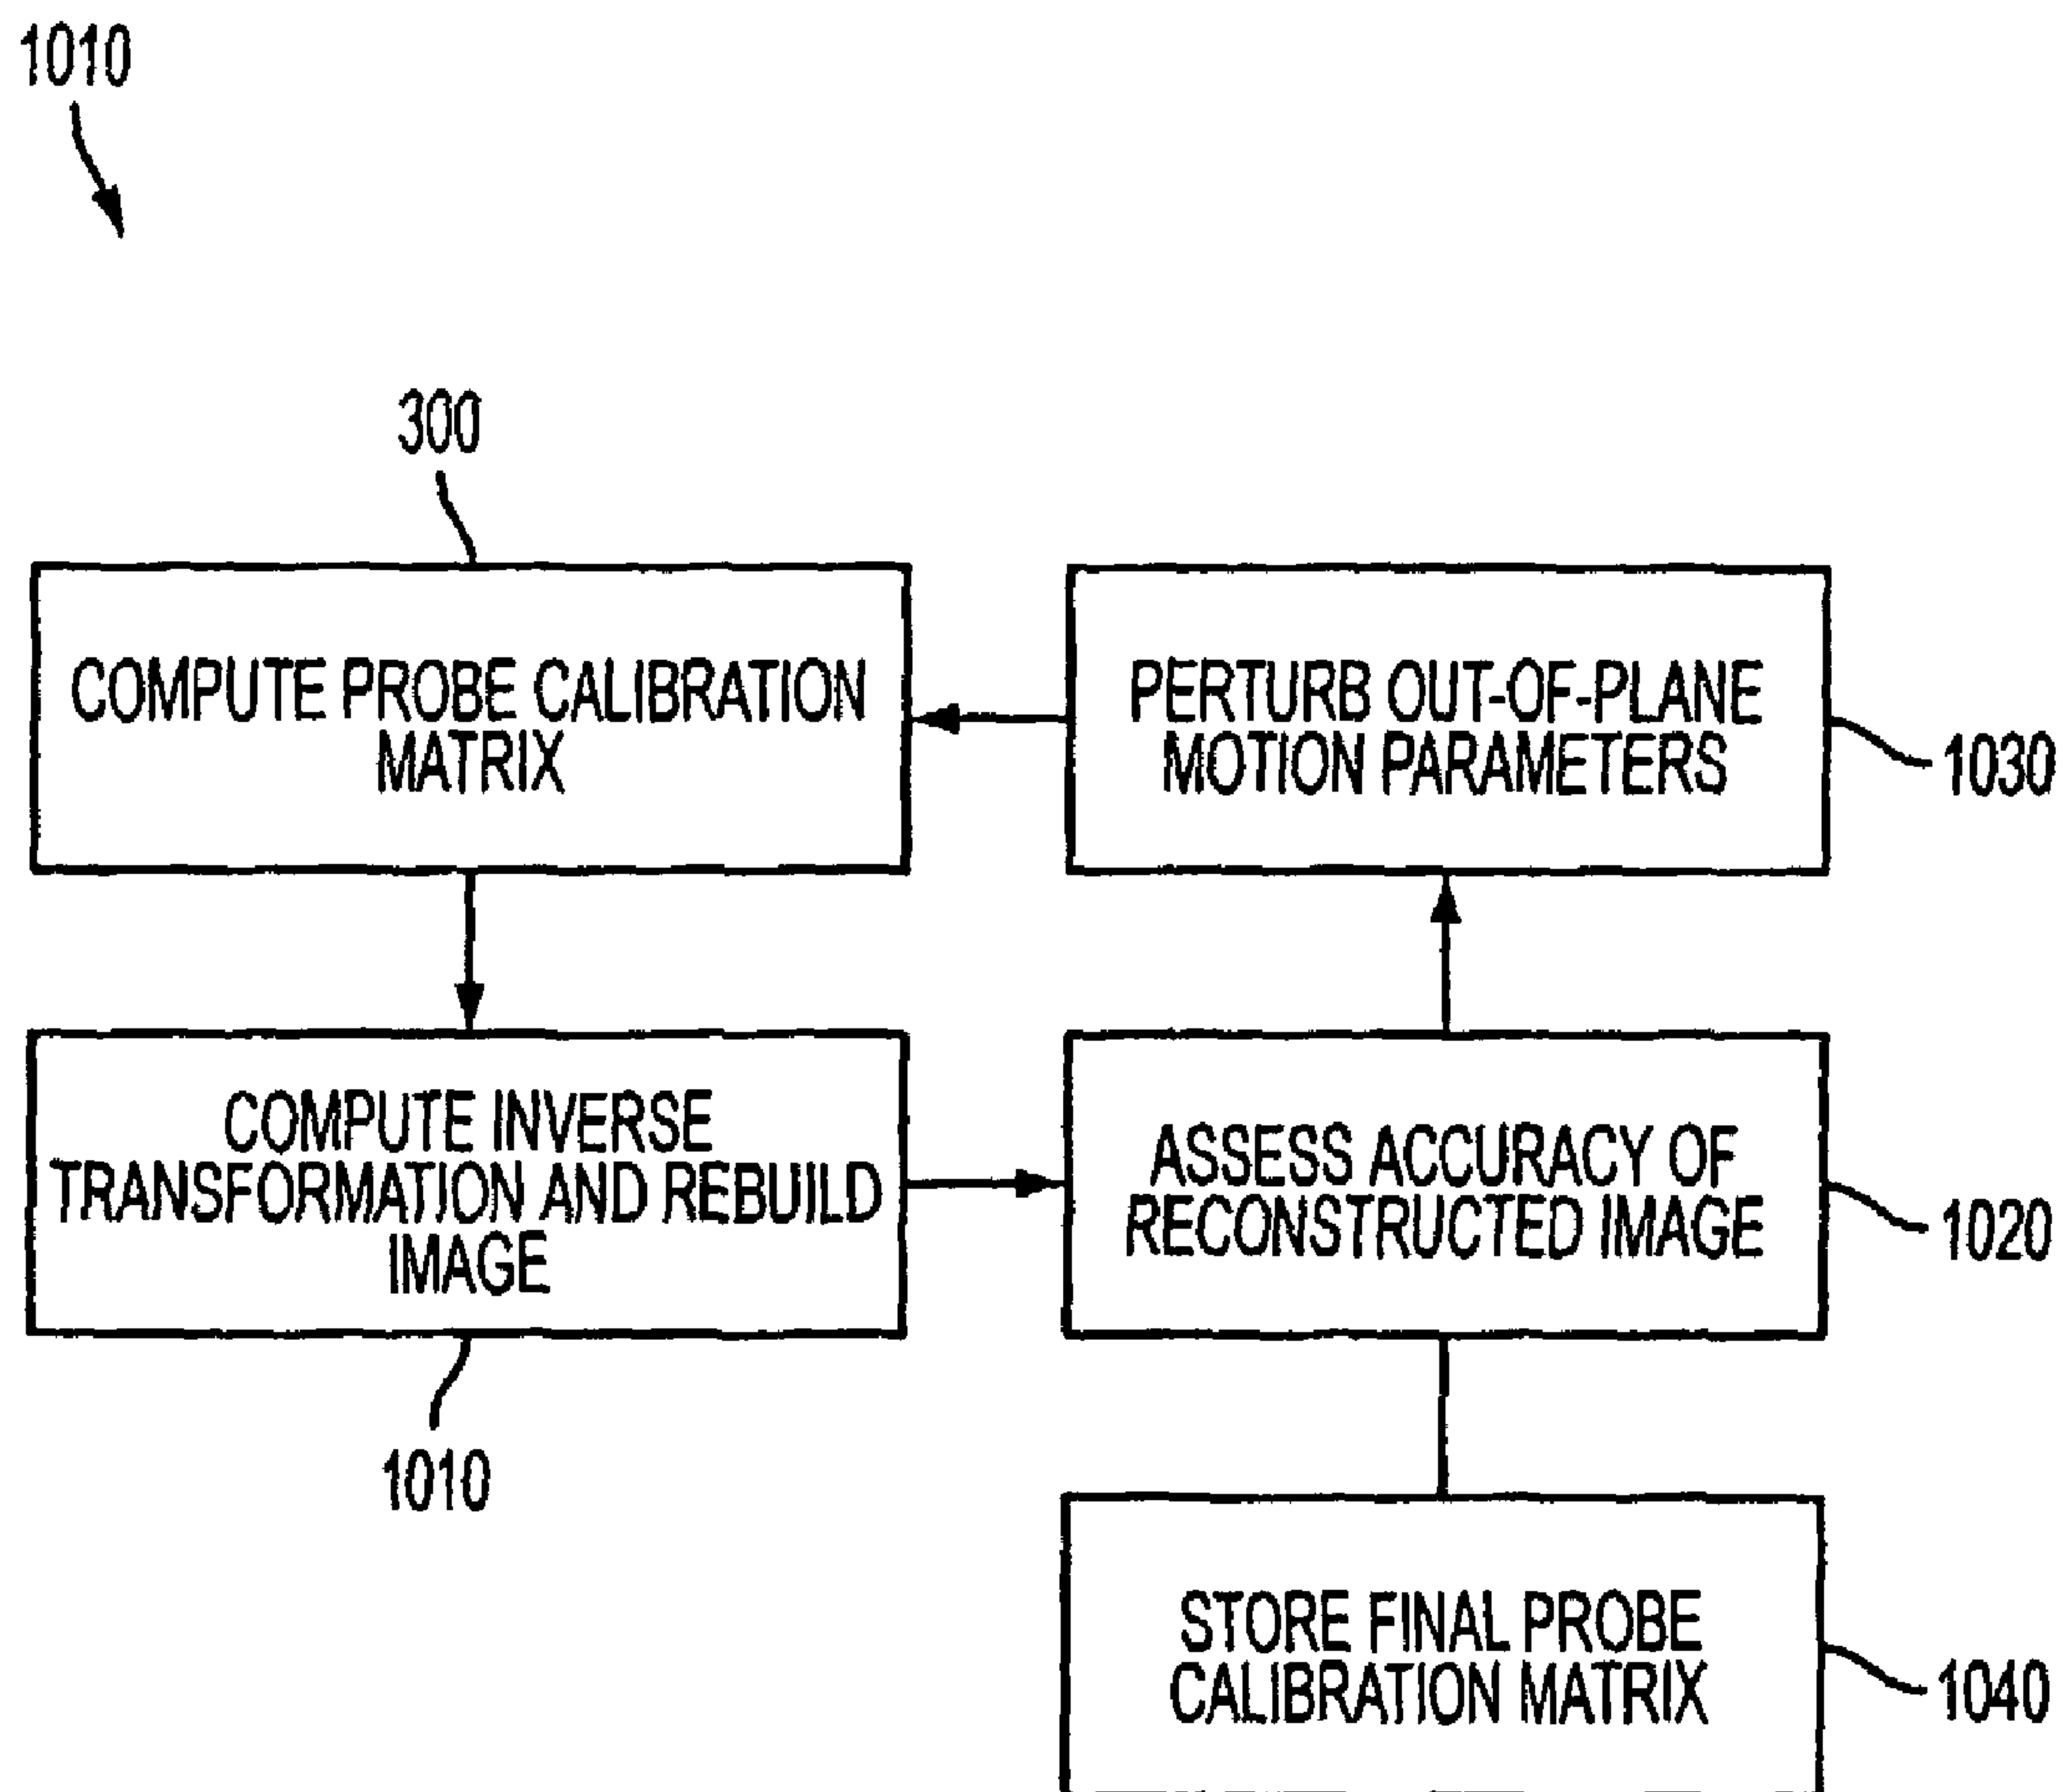 1010
300
COMPUTE PROBE CALIBRATION
MATRIX
PERTURB OUT-OF-PLANE
MOTION PARAMETERS
1030
COMPUTE INVERSE
TRANSFORMATION AND REBUILD
IMAGE
1010
ASSESS ACCURACY OF
RECONSTRUCTED IMAGE
1020
STORE FINAL PROBE
CALIBRATION MATRIX
1040